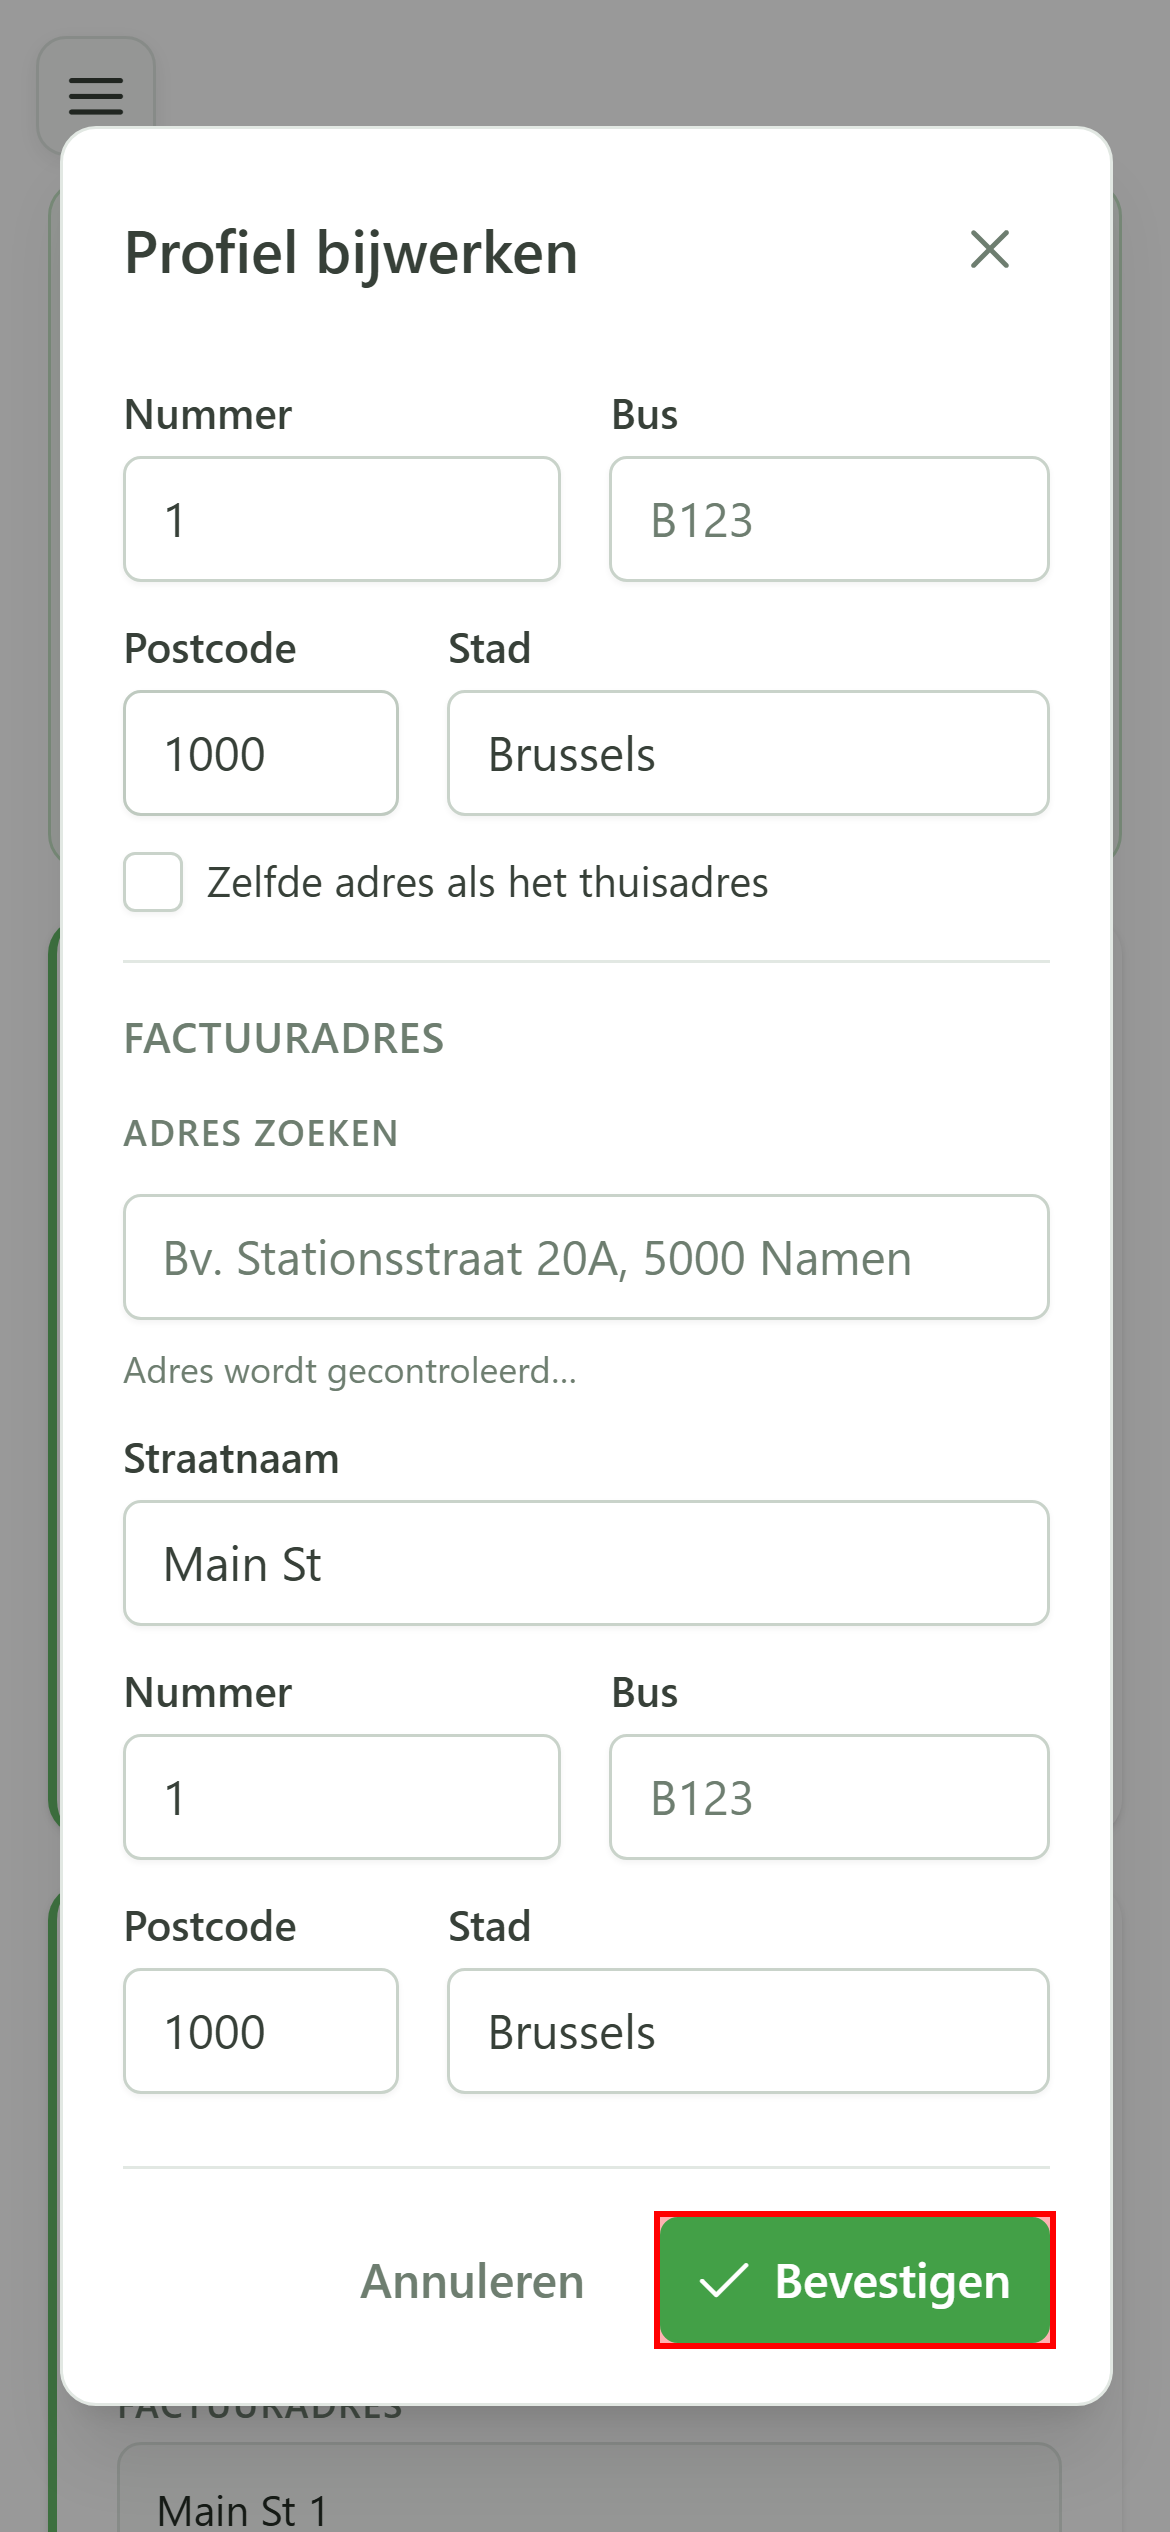 Profiel bijwerken
Nummer
Bus
1
B123
Postcode
Stad
1000
Brussels
Zelfde adres als het thuisadres
FACTUURADRES
ADRES ZOEKEN
Bv. Stationsstraat 20A, 5000 Namen
Adres wordt gecontroleerd...
Straatnaam
Main St
Nummer
Bus
1
B123
Postcode
Stad
1000
Brussels
Annuleren
Bevestigen
FACTUURADRES
Main St 1